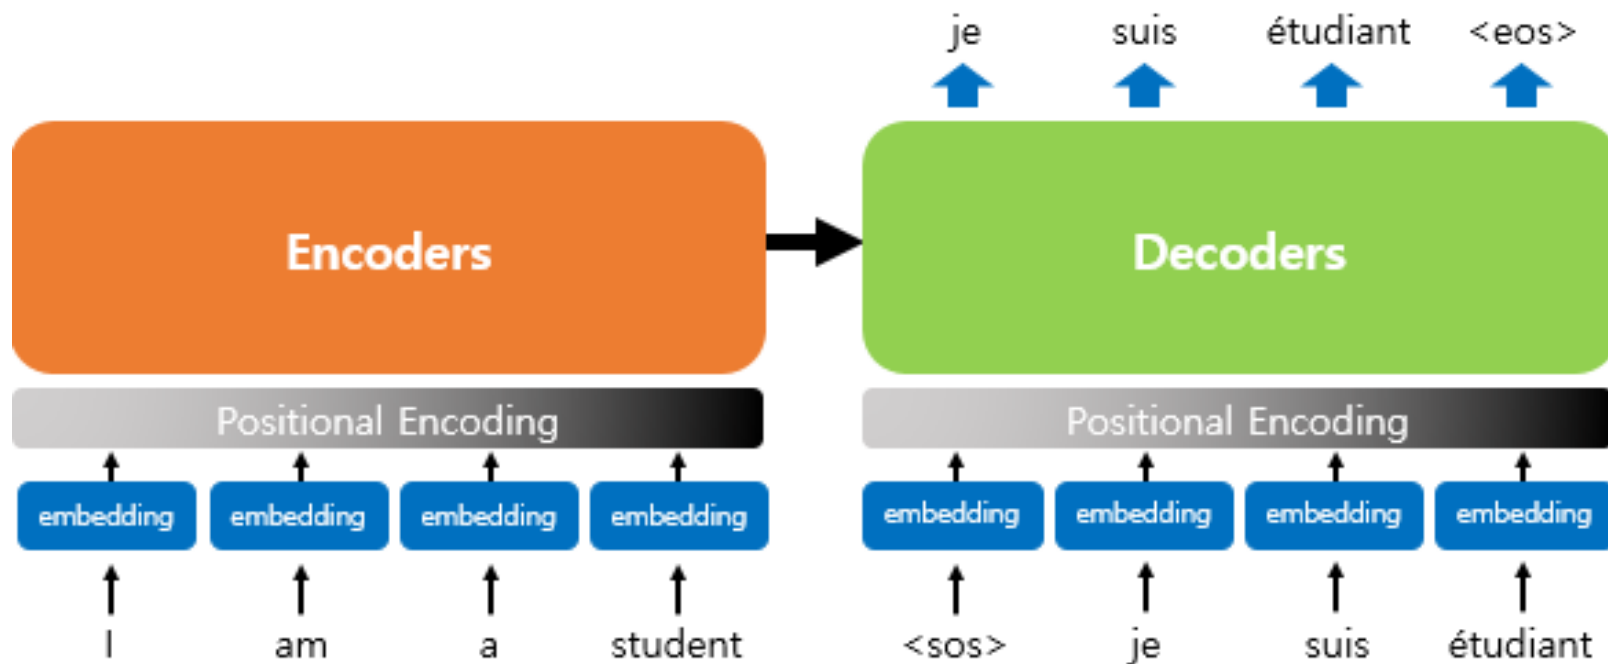 je suis étudiant <eos>
Encoders Decoders
Positional Encoding Positional Encoding
embedding embedding embedding embedding embedding embedding embedding embedding
I am a student <sos> je suis étudiant